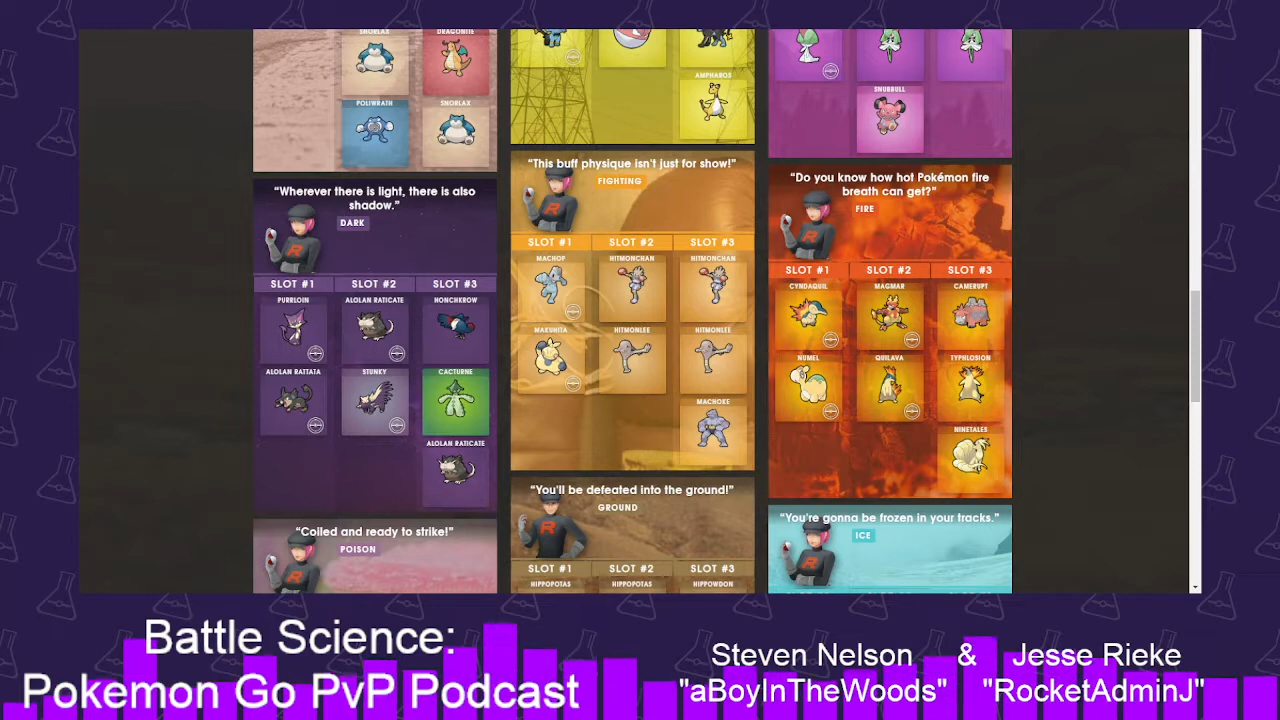 SNORLAX
DRAGONITE
POLIWRATH
SNORLAX
AMPHAROS
SNUBBULL
"Wherever there is light, there is also
shadow."
DARK
SLOT #1 SLOT #2 SLOT #3
PURRLOIN ALOLAN RATICATE HONCHKROW
ALOLAN RATTATA STUNKY CACTURNE
ALOLAN RATICATE
"Coiled and ready to strike!"
POISON
"This buff physique isn't just for show!"
FIGHTING
SLOT #1 SLOT #2 SLOT #3
MACHOP HITMONCHAN HITMONCHAN
MAKUHITA HITMONLEE HITMONLEE
MACHOKE
"You'll be defeated into the ground!"
GROUND
SLOT #1 SLOT #2 SLOT #3
HIPPOPOTAS HIPPOPOTAS HIPPOWDON
"Do you know how hot Pokémon fire
breath can get?"
FIRE
SLOT #1 SLOT #2 SLOT #3
CYNDAQUIL MAGMAR CAMERUPT
NUMEL QUILAVA TYPHLOSION
NINETALES
"You're gonna be frozen in your tracks."
ICE
Battle Science:
Pokemon Go PvP Podcast
Steven Nelson & Jesse Rieke
"aBoyInTheWoods" "RocketAdminJ"